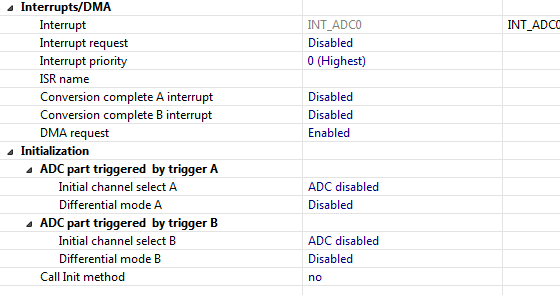 Interrupts/DMA
Interrupt INT_ADC0 INT_ADC0
Interrupt request Disabled
Interrupt priority 0 (Highest)
ISR name
Conversion complete A interrupt Disabled
Conversion complete B interrupt Disabled
DMA request Enabled
Initialization
ADC part triggered by trigger A
Initial channel select A ADC disabled
Differential mode A Disabled
ADC part triggered by trigger B
Initial channel select B ADC disabled
Differential mode B Disabled
Call Init method no